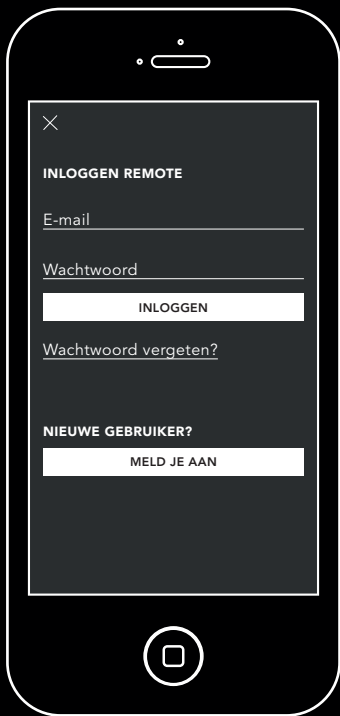 INLOGGEN REMOTE
E-mail
Wachtwoord
INLOGGEN
Wachtwoord vergeten?
NIEUWE GEBRUIKER?
MELD JE AAN